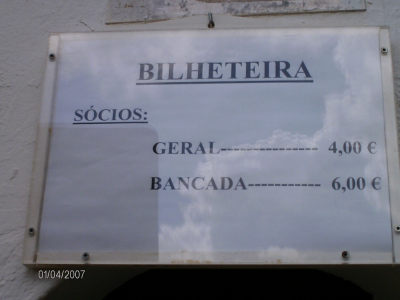 BILHETEIRA
SÓCIOS:
GERAL--------------- 4,00 €
BANCADA----------- 6,00 €
01/04/2007